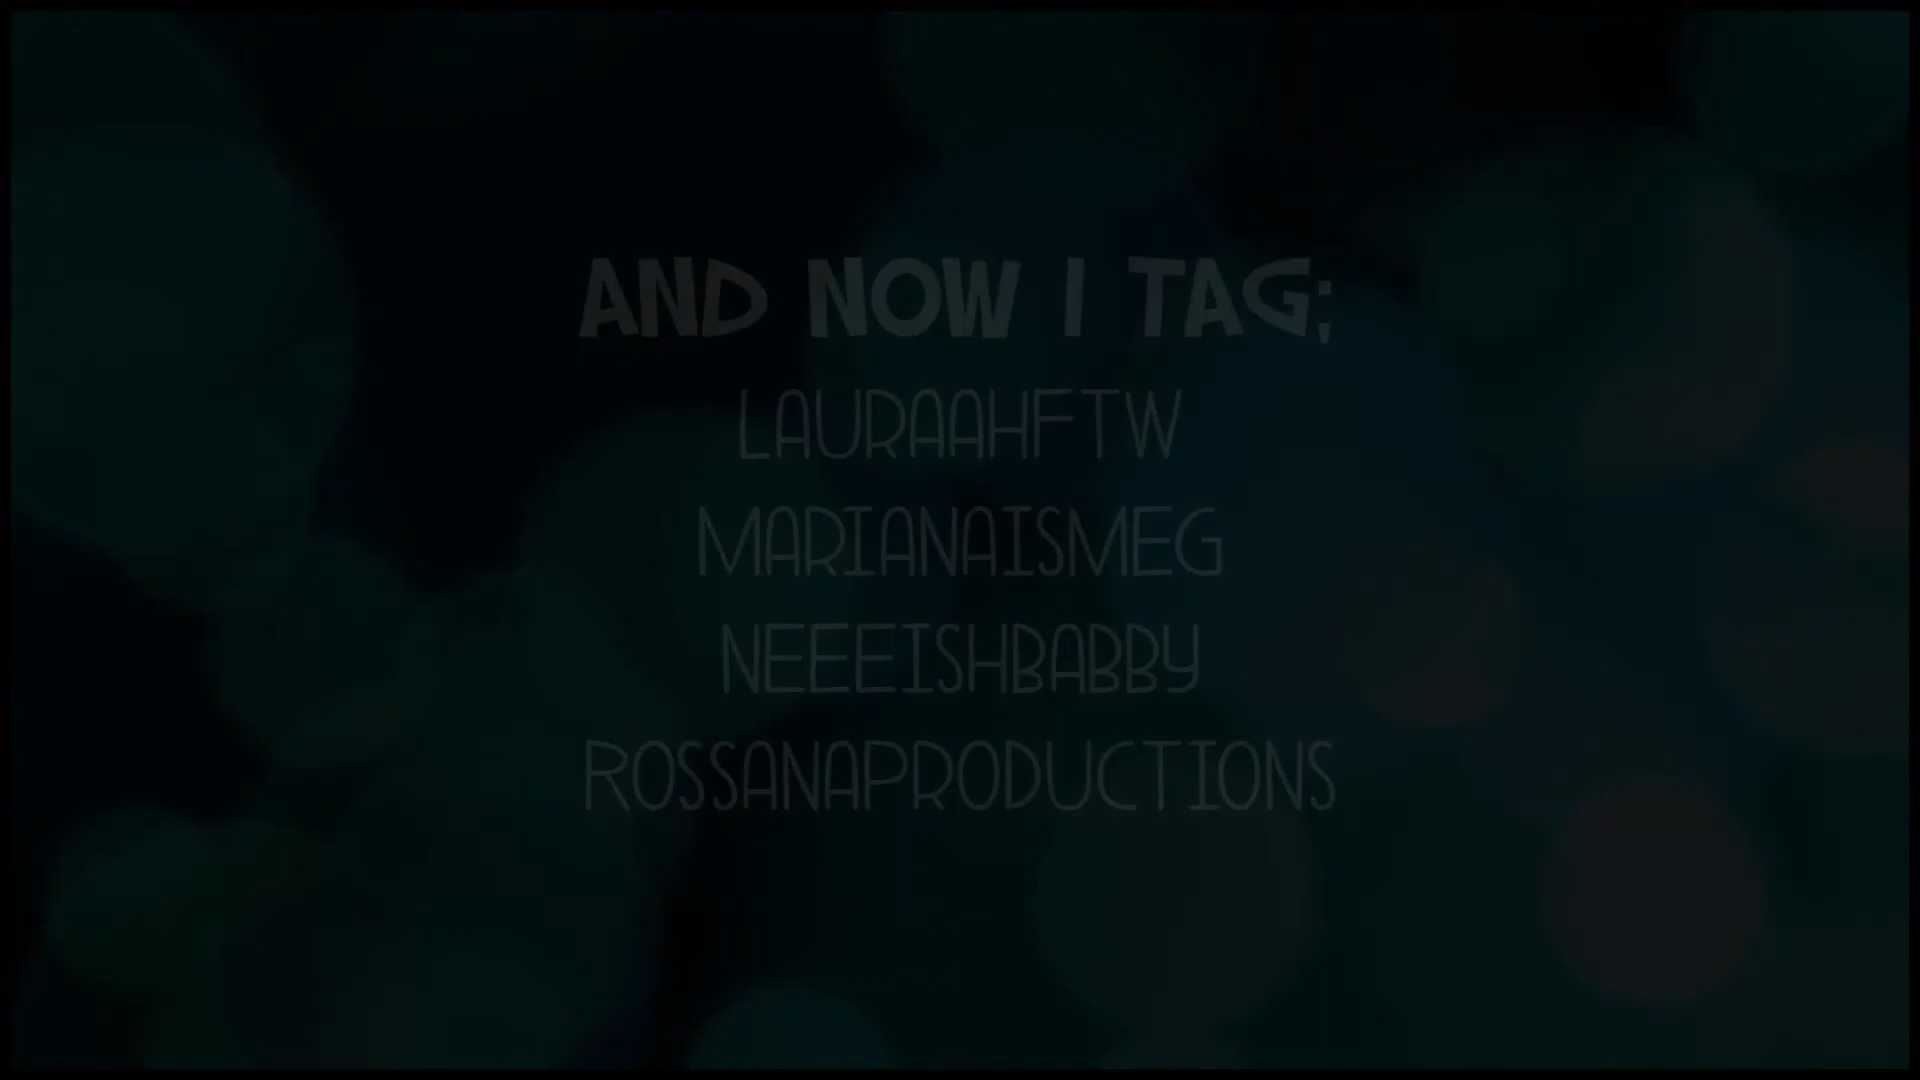 AND NOW I TAG;
LAURAAHFTW
MARIANAISMEG
NEEEISHBABBY
ROSSANAPRODUCTIONS